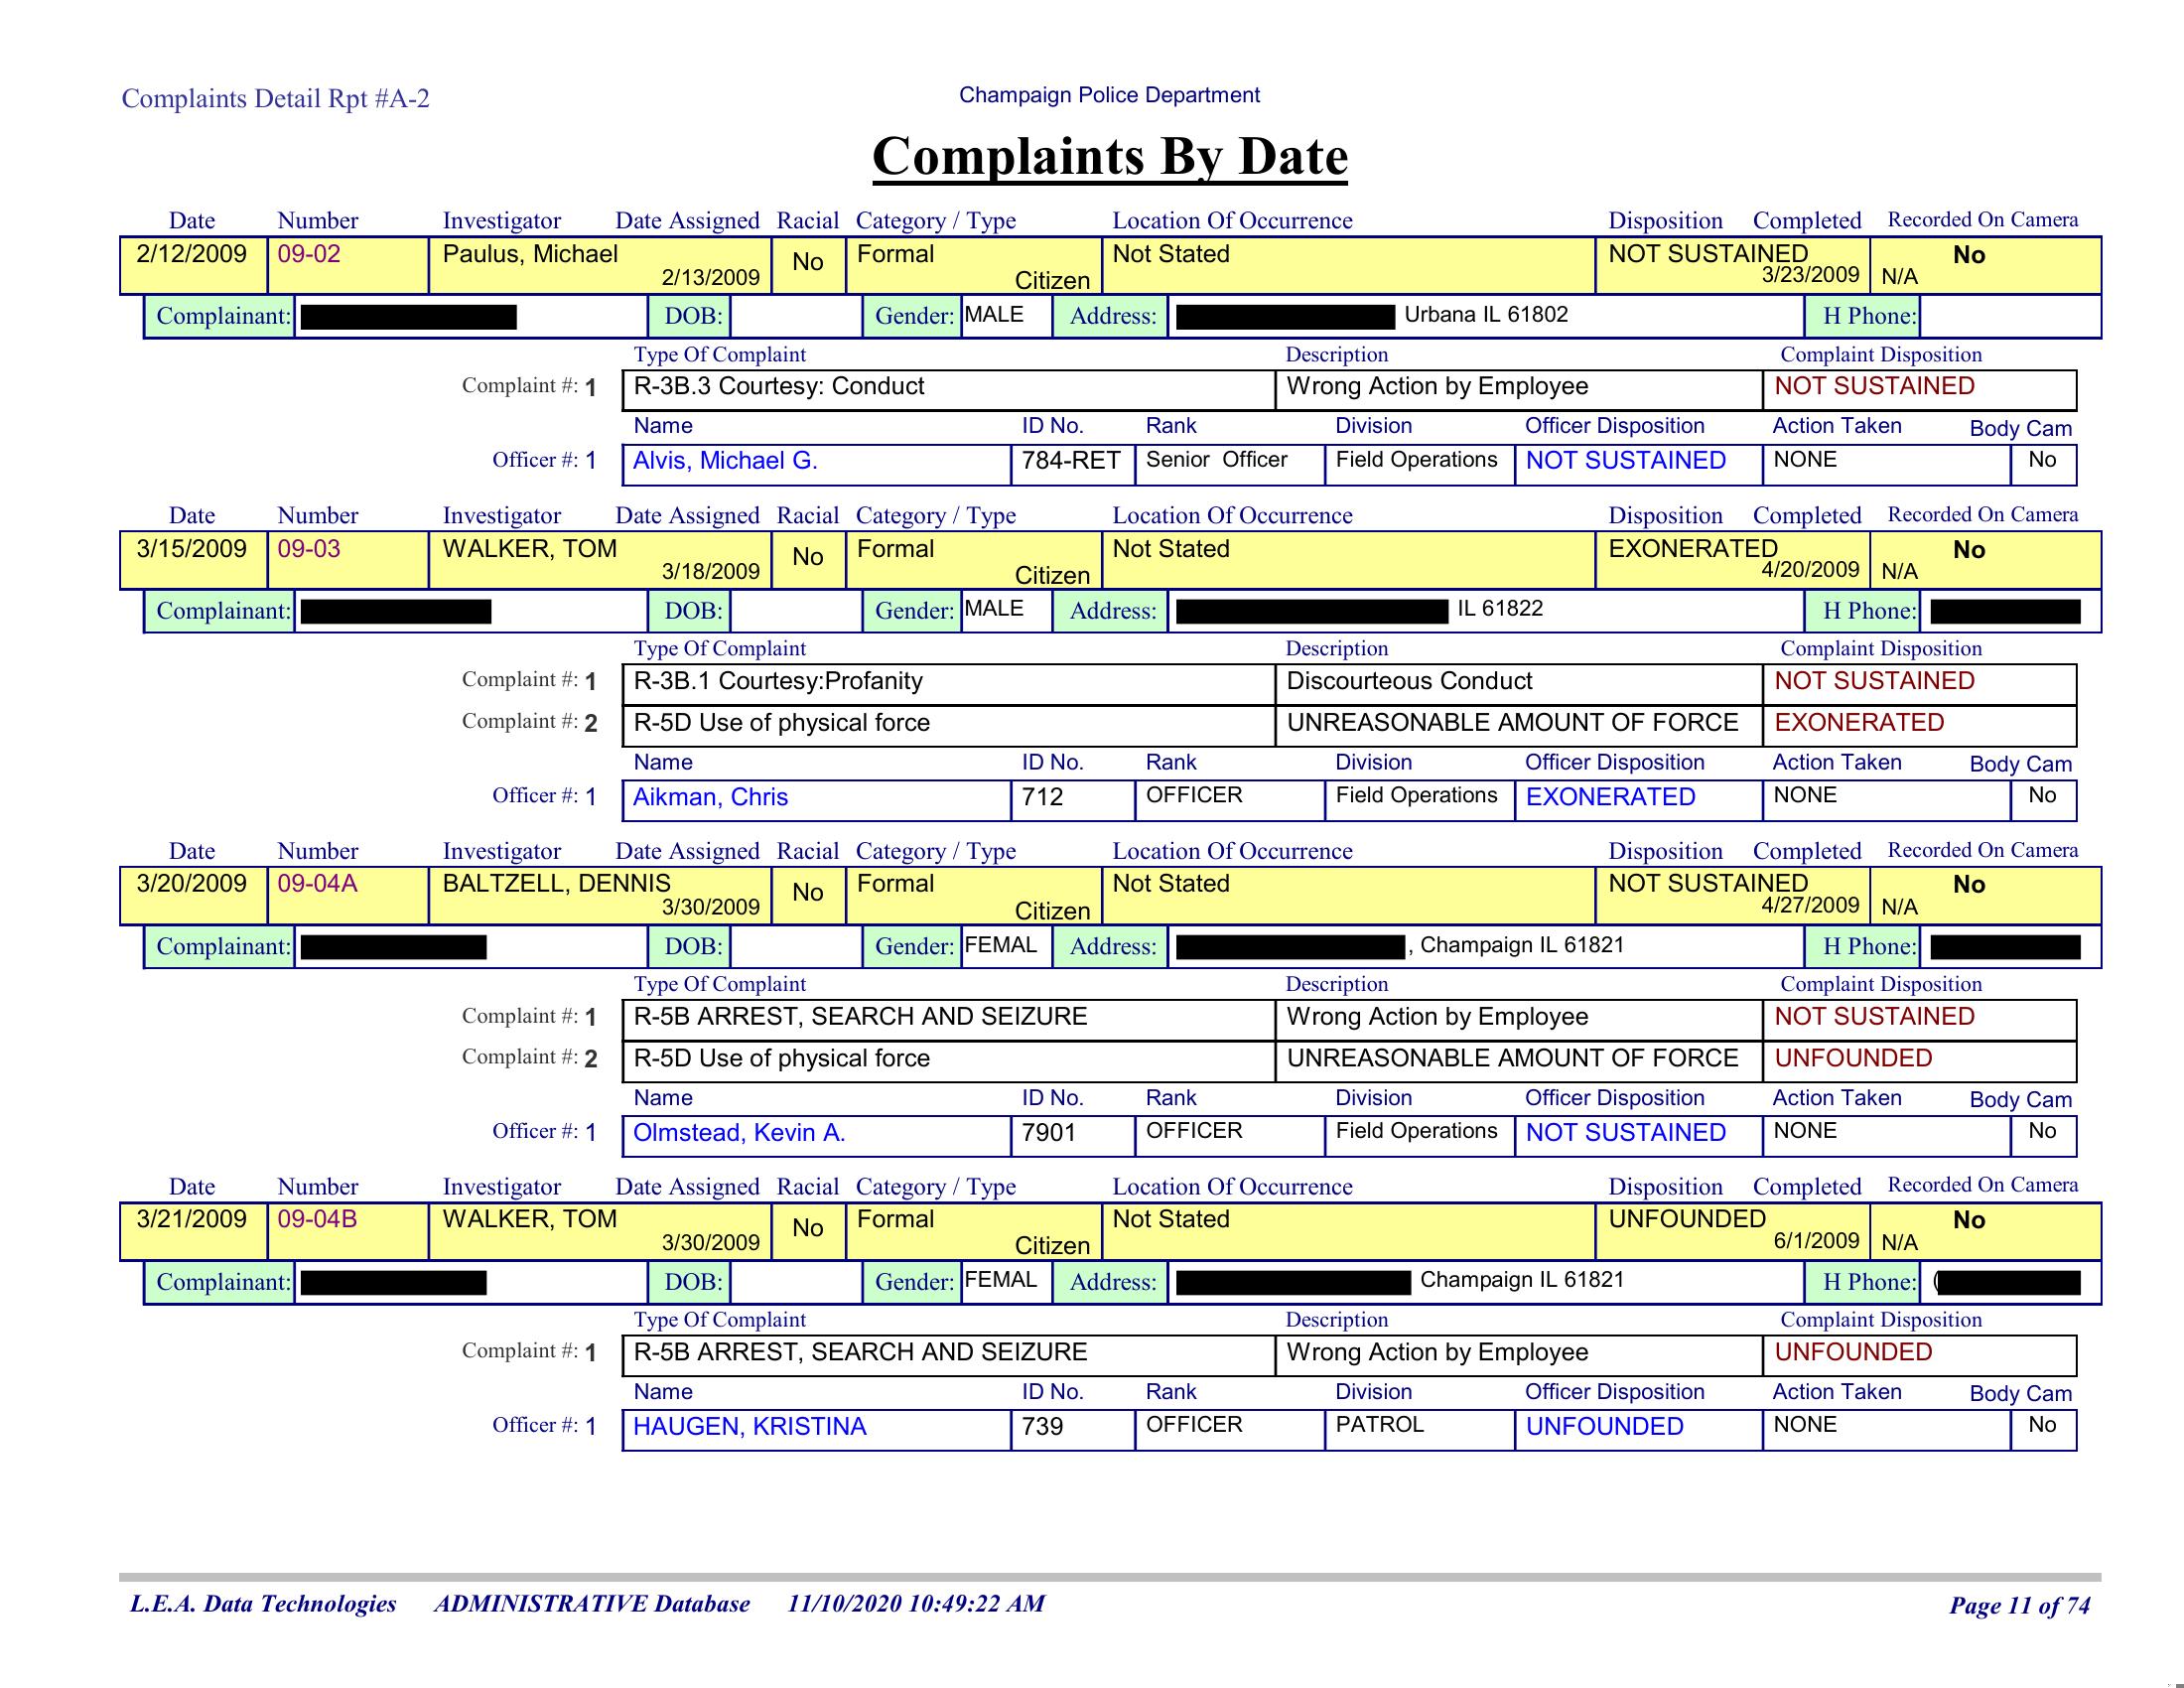 Complaints Detail Rpt #A-2
Champaign Police Department
Complaints By Date
Date Number Investigator Date Assigned Racial Category / Type Location Of Occurrence Disposition Completed Recorded On Camera
2/12/2009 09-02 Paulus, Michael 2/13/2009 No Formal Citizen Not Stated NOT SUSTAINED 3/23/2009 N/A No
Complainant: DOB: Gender: MALE Address: Urbana IL 61802 H Phone:
Type Of Complaint Description Complaint Disposition
Complaint #: 1 R-3B.3 Courtesy: Conduct Wrong Action by Employee NOT SUSTAINED
Name ID No. Rank Division Officer Disposition Action Taken Body Cam
Officer #: 1 Alvis, Michael G. 784-RET Senior Officer Field Operations NOT SUSTAINED NONE No
Date Number Investigator Date Assigned Racial Category / Type Location Of Occurrence Disposition Completed Recorded On Camera
3/15/2009 09-03 WALKER, TOM 3/18/2009 No Formal Citizen Not Stated EXONERATED 4/20/2009 N/A No
Complainant: DOB: Gender: MALE Address: IL 61822 H Phone:
Type Of Complaint Description Complaint Disposition
Complaint #: 1 R-3B.1 Courtesy:Profanity Discourteous Conduct NOT SUSTAINED
Complaint #: 2 R-5D Use of physical force UNREASONABLE AMOUNT OF FORCE EXONERATED
Name ID No. Rank Division Officer Disposition Action Taken Body Cam
Officer #: 1 Aikman, Chris 712 OFFICER Field Operations EXONERATED NONE No
Date Number Investigator Date Assigned Racial Category / Type Location Of Occurrence Disposition Completed Recorded On Camera
3/20/2009 09-04A BALTZELL, DENNIS 3/30/2009 No Formal Citizen Not Stated NOT SUSTAINED 4/27/2009 N/A No
Complainant: DOB: Gender: FEMAL Address: , Champaign IL 61821 H Phone:
Type Of Complaint Description Complaint Disposition
Complaint #: 1 R-5B ARREST, SEARCH AND SEIZURE Wrong Action by Employee NOT SUSTAINED
Complaint #: 2 R-5D Use of physical force UNREASONABLE AMOUNT OF FORCE UNFOUNDED
Name ID No. Rank Division Officer Disposition Action Taken Body Cam
Officer #: 1 Olmstead, Kevin A. 7901 OFFICER Field Operations NOT SUSTAINED NONE No
Date Number Investigator Date Assigned Racial Category / Type Location Of Occurrence Disposition Completed Recorded On Camera
3/21/2009 09-04B WALKER, TOM 3/30/2009 No Formal Citizen Not Stated UNFOUNDED 6/1/2009 N/A No
Complainant: DOB: Gender: FEMAL Address: Champaign IL 61821 H Phone: (
Type Of Complaint Description Complaint Disposition
Complaint #: 1 R-5B ARREST, SEARCH AND SEIZURE Wrong Action by Employee UNFOUNDED
Name ID No. Rank Division Officer Disposition Action Taken Body Cam
Officer #: 1 HAUGEN, KRISTINA 739 OFFICER PATROL UNFOUNDED NONE No
L.E.A. Data Technologies ADMINISTRATIVE Database 11/10/2020 10:49:22 AM Page 11 of 74